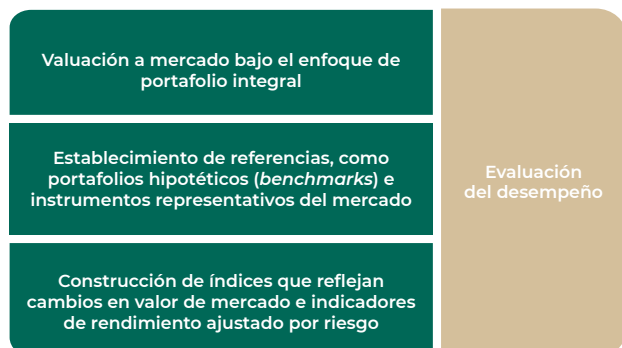 Valuación a mercado bajo el enfoque de
portafolio integral
Establecimiento de referencias, como
portafolios hipotéticos (benchmarks) e
instrumentos representativos del mercado
Construcción de índices que reflejan
cambios en valor de mercado e indicadores
de rendimiento ajustado por riesgo
Evaluación
del desempeño